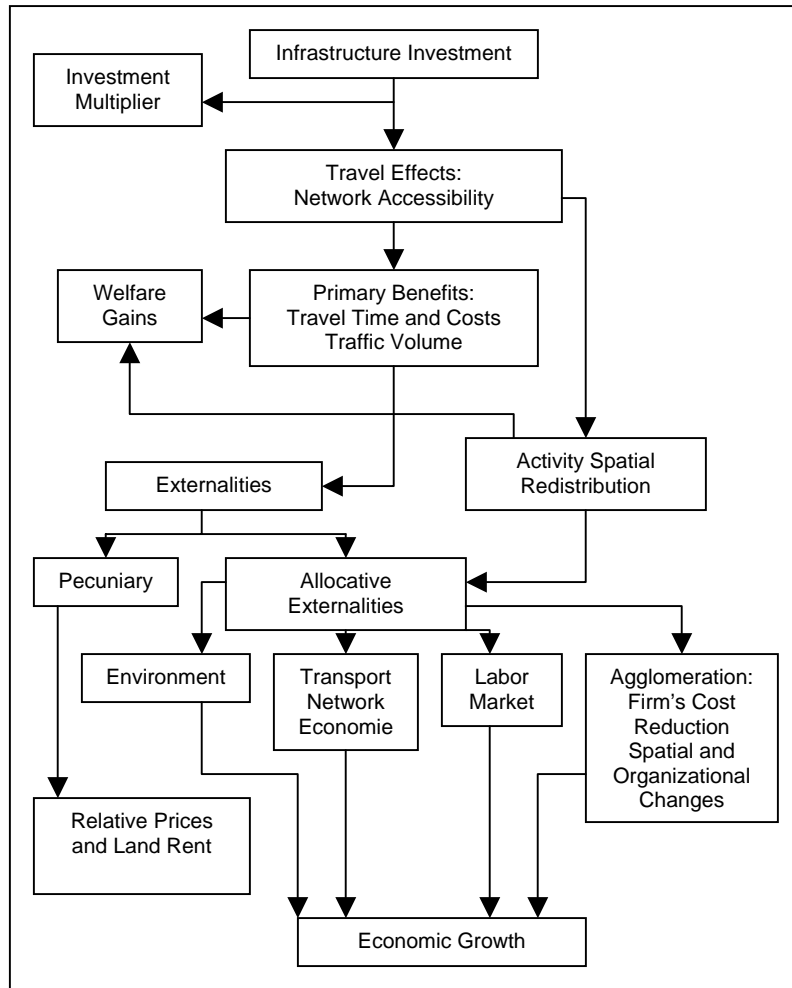 Infrastructure Investment
Investment
Multiplier
Travel Effects:
Network Accessibility
Welfare
Gains
Primary Benefits:
Travel Time and Costs
Traffic Volume
Activity Spatial
Redistribution
Externalities
Pecuniary
Allocative
Externalities
Environment
Transport
Network
Economie
Labor
Market
Agglomeration:
Firm's Cost
Reduction
Spatial and
Organizational
Changes
Relative Prices
and Land Rent
Economic Growth